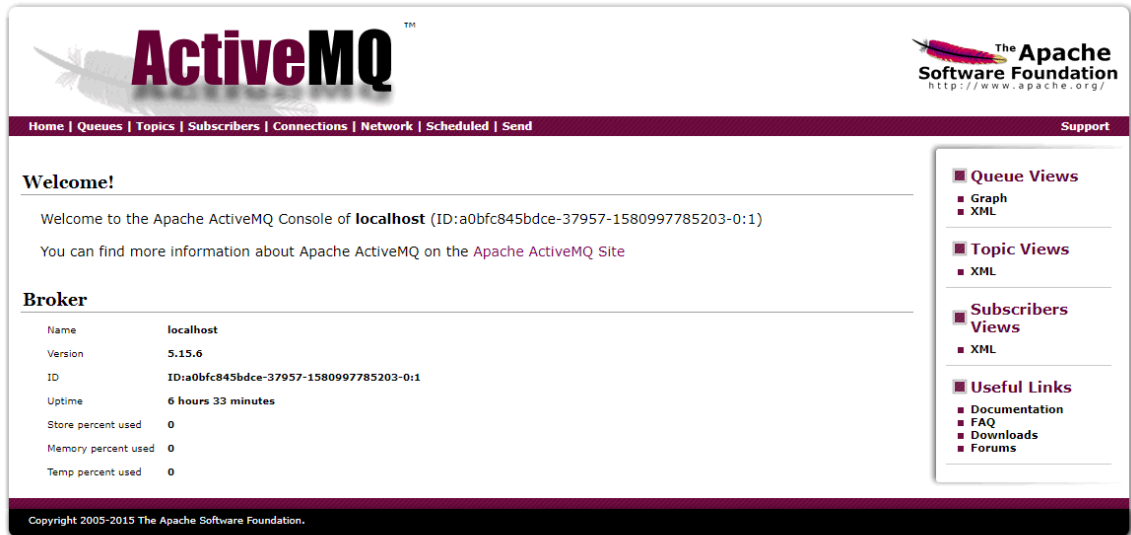 ActiveMQ ™
The Apache
Software Foundation
http://www.apache.org/
Home | Queues | Topics | Subscribers | Connections | Network | Scheduled | Send
Support
Welcome!
Welcome to the Apache ActiveMQ Console of localhost (ID:a0bfc845bdce-37957-1580997785203-0:1)
You can find more information about Apache ActiveMQ on the Apache ActiveMQ Site
Broker
Name localhost
Version 5.15.6
ID ID:a0bfc845bdce-37957-1580997785203-0:1
Uptime 6 hours 33 minutes
Store percent used 0
Memory percent used 0
Temp percent used 0
Queue Views
Graph
XML
Topic Views
XML
Subscribers
Views
XML
Useful Links
Documentation
FAQ
Downloads
Forums
Copyright 2005-2015 The Apache Software Foundation.